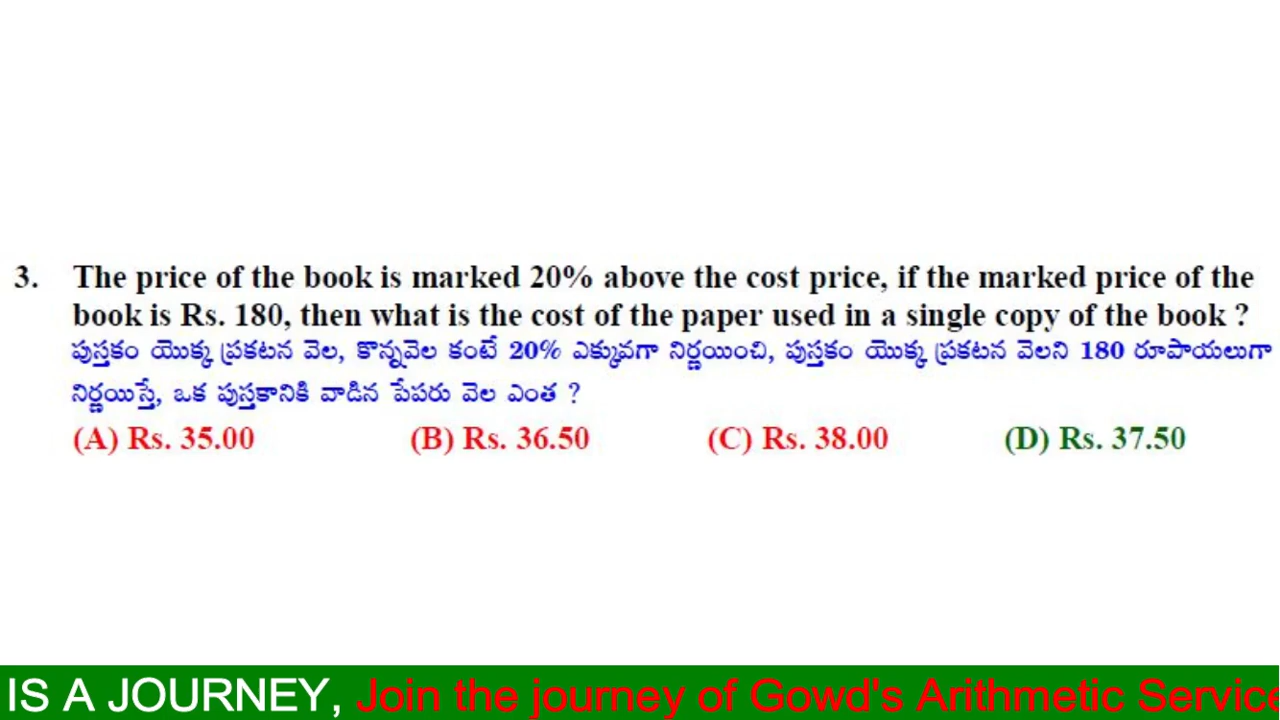 3. The price of the book is marked 20% above the cost price, if the marked price of the
book is Rs. 180, then what is the cost of the paper used in a single copy of the book ?
పుస్తకం యొక్క ప్రకటన వెల, కొన్నవెల కంటే 20% ఎక్కువగా నిర్ణయించి, పుస్తకం యొక్క ప్రకటన వెలని 180 రూపాయలుగా
నిర్ణయిస్తే, ఒక పుస్తకానికి వాడిన పేపరు వెల ఎంత ?
(A) Rs. 35.00 (B) Rs. 36.50 (C) Rs. 38.00 (D) Rs. 37.50
IS A JOURNEY, Join the journey of Gowd's Arithmetic Service